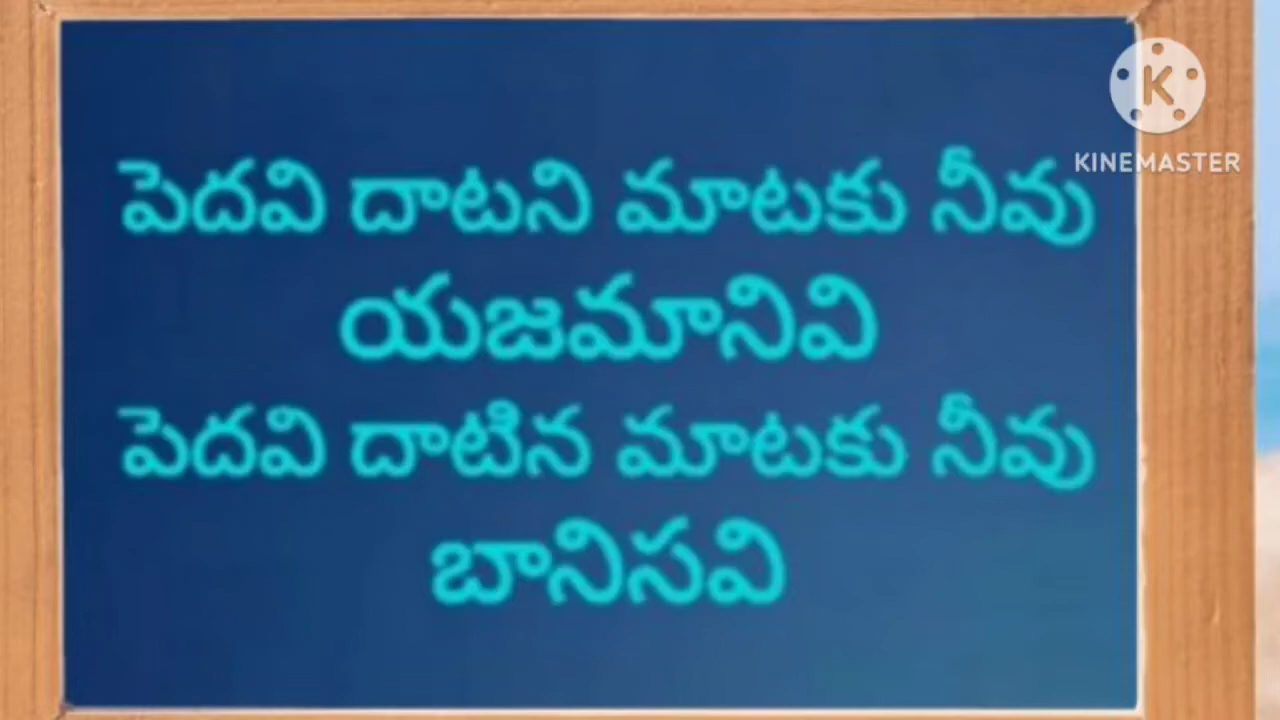 K
KINEMASTER
పెదవి దాటని మాటకు నీవు
యజమానివి
పెదవి దాటిన మాటకు నీవు
బానిసవి